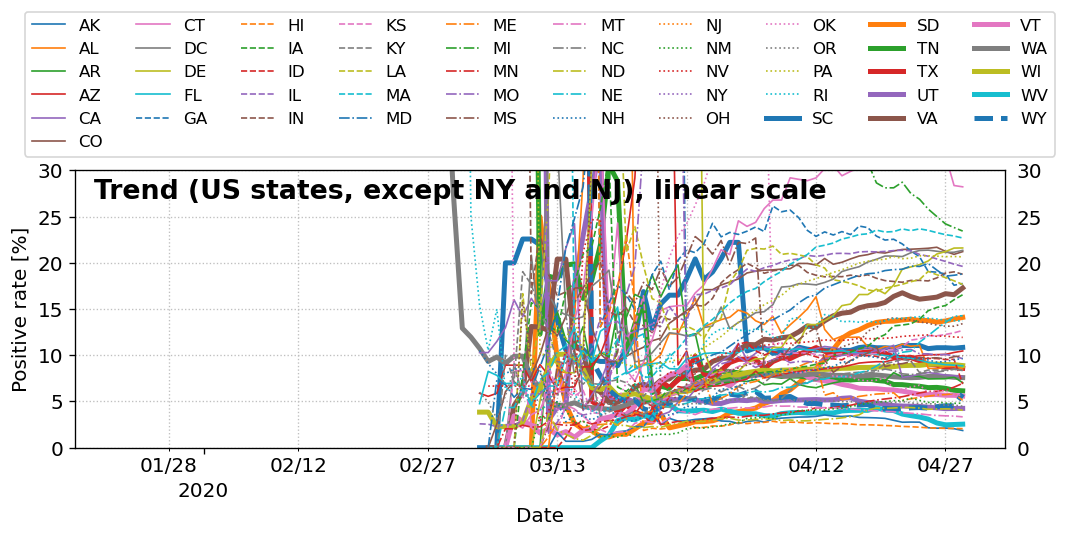 AK CT HI KS ME MT NJ OK SD VT
AL DC IA KY MI NC NM OR TN WA
AR DE ID LA MN ND NV PA TX WI
AZ FL IL MA MO NE NY RI UT WV
CA GA IN MD MS NH OH SC VA WY
CO
Trend (US states, except NY and NJ), linear scale
30 30
25 25
20 20
15 15
10 10
5 5
0 0
Positive rate [%]
01/28 02/12 02/27 03/13 03/28 04/12 04/27
2020
Date